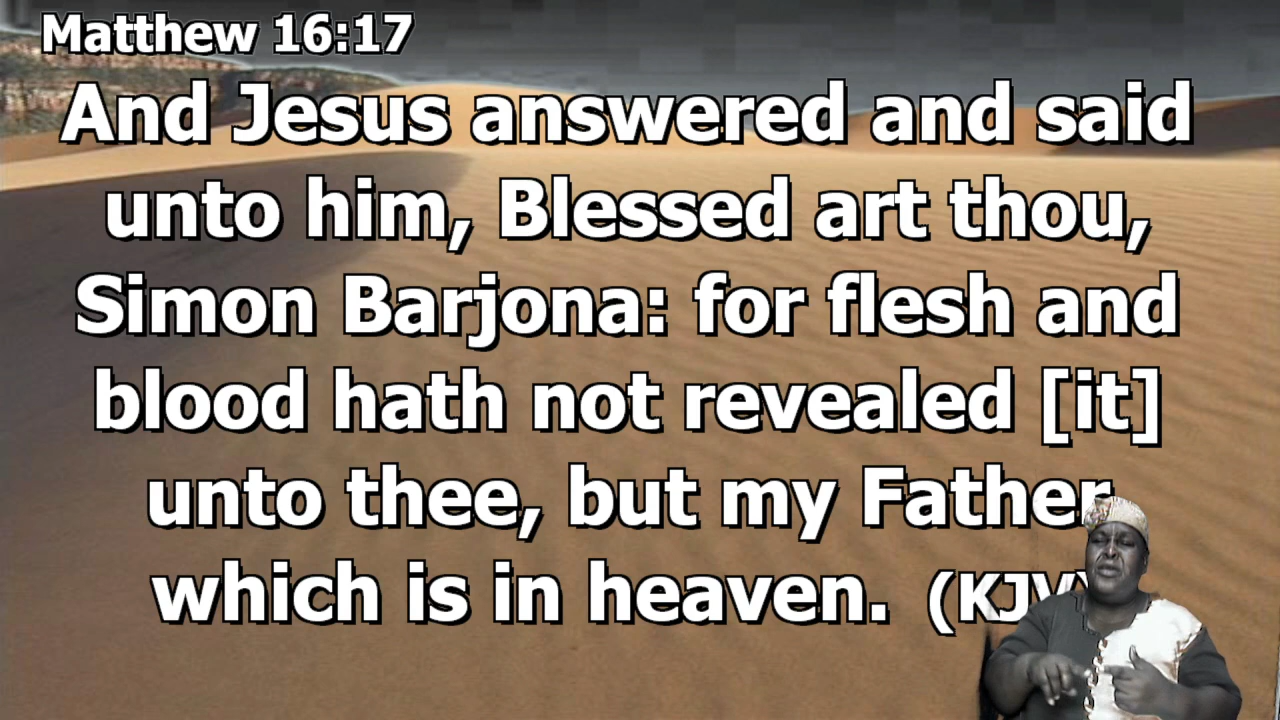 Matthew 16:17
And Jesus answered and said
unto him, Blessed art thou,
Simon Barjona: for flesh and
blood hath not revealed [it]
unto thee, but my Father
which is in heaven. (KJV)